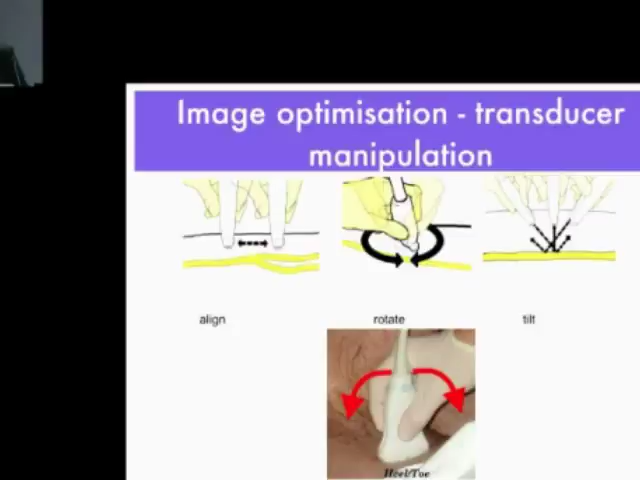 Image optimisation - transducer
manipulation
align
rotate
tilt
Heel/Toe